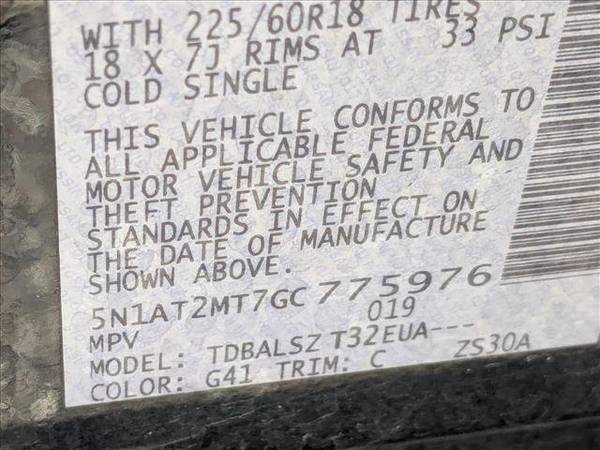 WITH 225/60R18 TIRES
18 X 7J RIMS AT 33 PSI
COLD SINGLE
THIS VEHICLE CONFORMS TO
ALL APPLICABLE FEDERAL
MOTOR VEHICLE SAFETY AND
THEFT PREVENTION
STANDARDS IN EFFECT ON
THE DATE OF MANUFACTURE
SHOWN ABOVE.
5N1AT2MT7GC775976
MPV 019
MODEL: TDBALSZ T32EUA---
COLOR: G41 TRIM: C ZS30A